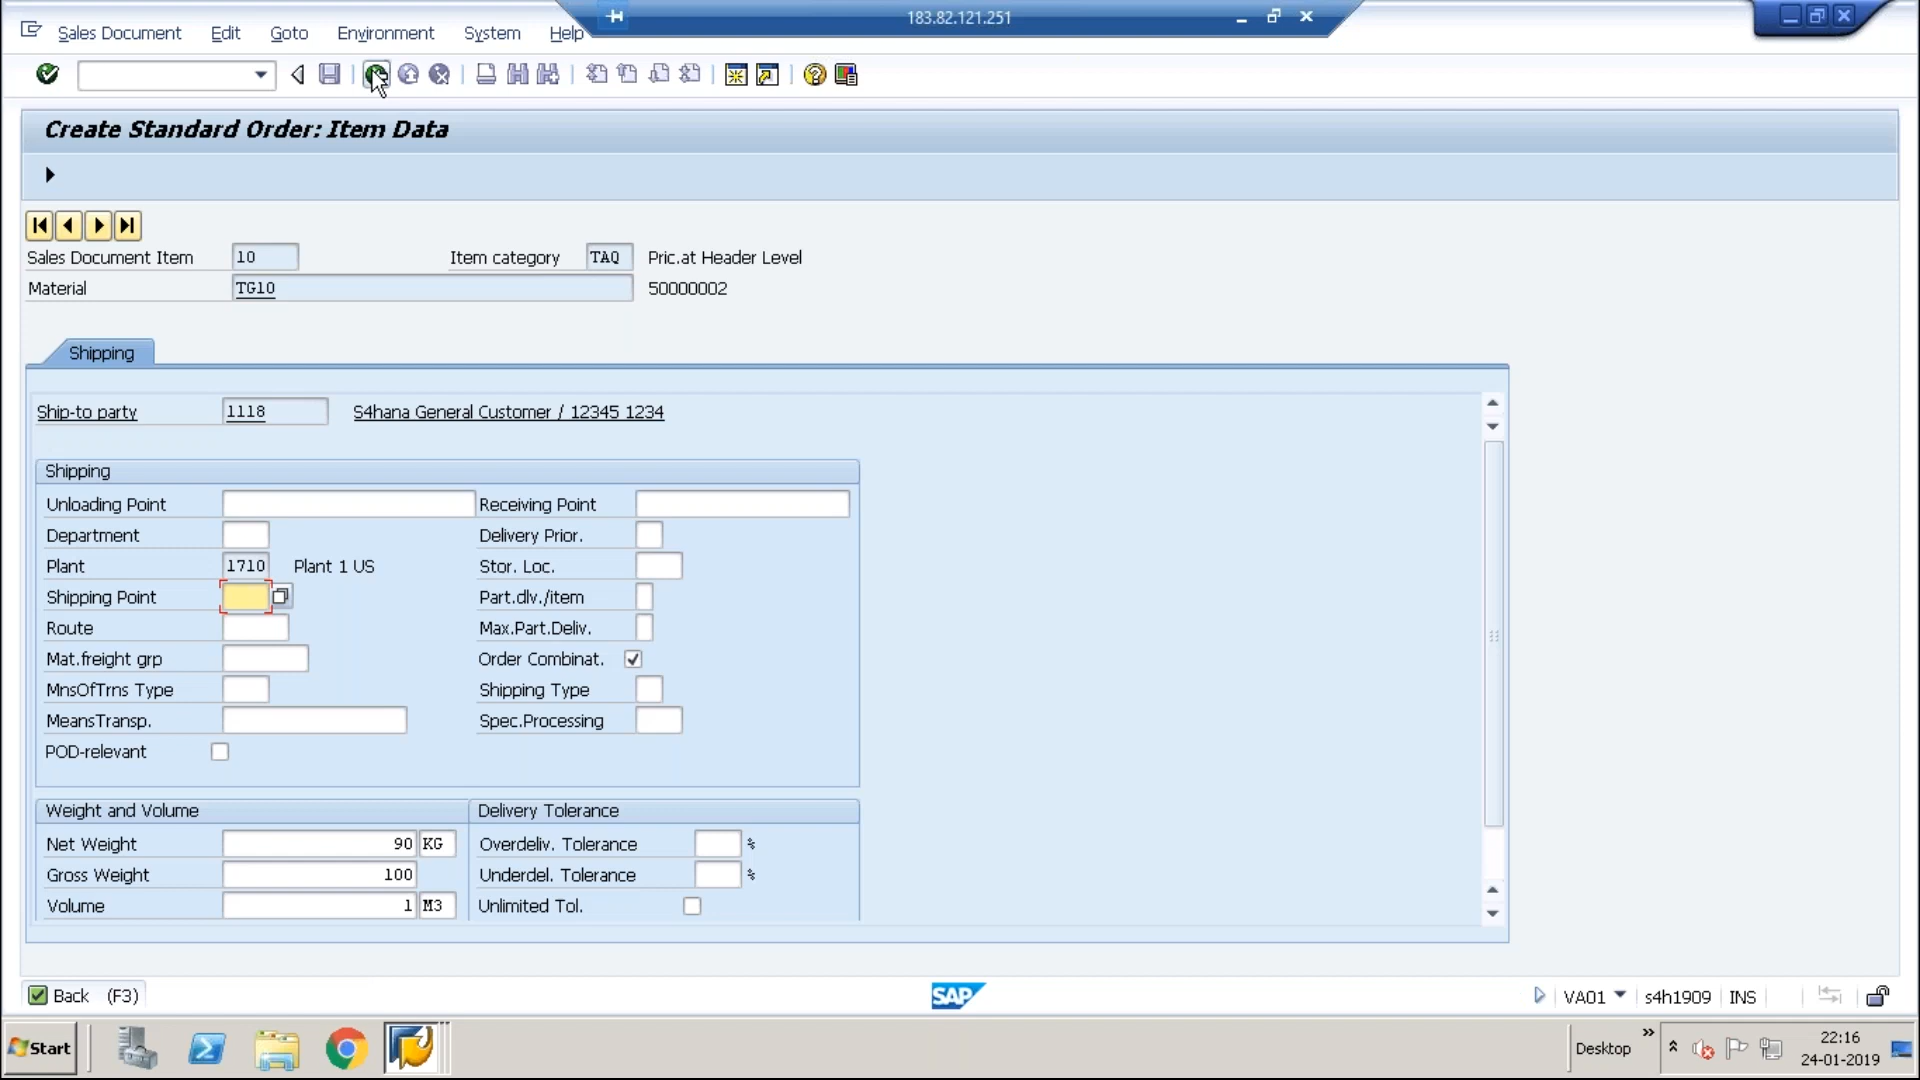 183.82.121.251
Sales Document Edit Goto Environment System Help
Create Standard Order: Item Data
Sales Document Item 10 Item category TAQ Pric.at Header Level
Material TG10 50000002
Shipping
Ship-to party 1118 S4hana General Customer / 12345 1234
Shipping
Unloading Point Receiving Point
Department Delivery Prior.
Plant 1710 Plant 1 US Stor. Loc.
Shipping Point Part.dlv./item
Route Max.Part.Deliv.
Mat.freight grp Order Combinat.
MnsOfTrns Type Shipping Type
MeansTransp. Spec.Processing
POD-relevant
Weight and Volume Delivery Tolerance
Net Weight 90 KG Overdeliv. Tolerance %
Gross Weight 100 Underdel. Tolerance %
Volume 1 M3 Unlimited Tol.
Back (F3) SAP VA01 s4h1909 INS
Start Desktop 22:16
24-01-2019